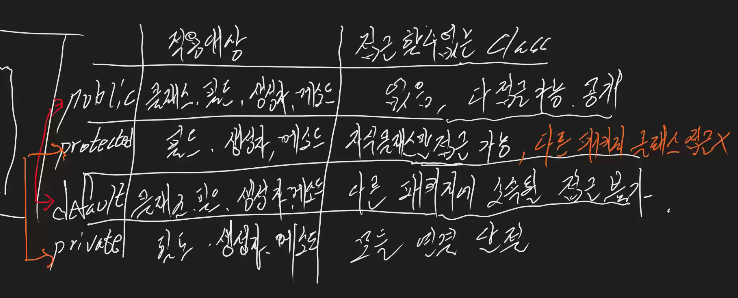 적용대상 접근 할수 없는 Class
public 클래스, 필드, 생성자, 메소드 없음, 다 접근 가능. 공개
protected 필드, 생성자, 메소드 자식클래스만 접근 가능, 다른 패키지 클래스 접근 X
default 클래스, 필드, 생성자, 메소드 다른 패키지에 소속된 접근 불가.
private 필드, 생성자, 메소드 모든 연결 단절